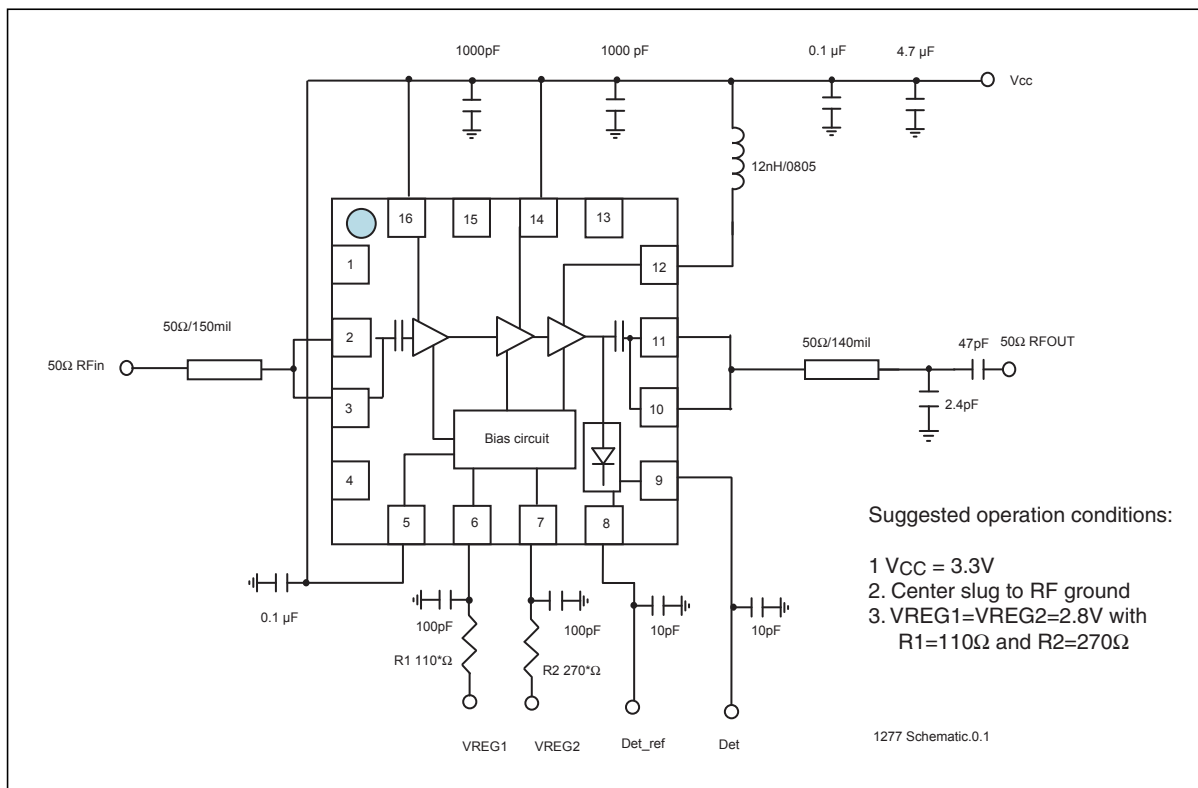 1000pF
1000 pF
0.1 µF
4.7 µF
Vcc
12nH/0805
16
15
14
13
1
12
50Ω/150mil
2
11
50Ω/140mil
47pF
50Ω RFOUT
50Ω RFin
3
10
2.4pF
Bias circuit
4
9
5
6
7
8
Suggested operation conditions:
1 VCC = 3.3V
2. Center slug to RF ground
3. VREG1=VREG2=2.8V with
R1=110Ω and R2=270Ω
0.1 µF
100pF
100pF
10pF
10pF
R1 110*Ω
R2 270*Ω
VREG1
VREG2
Det_ref
Det
1277 Schematic.0.1